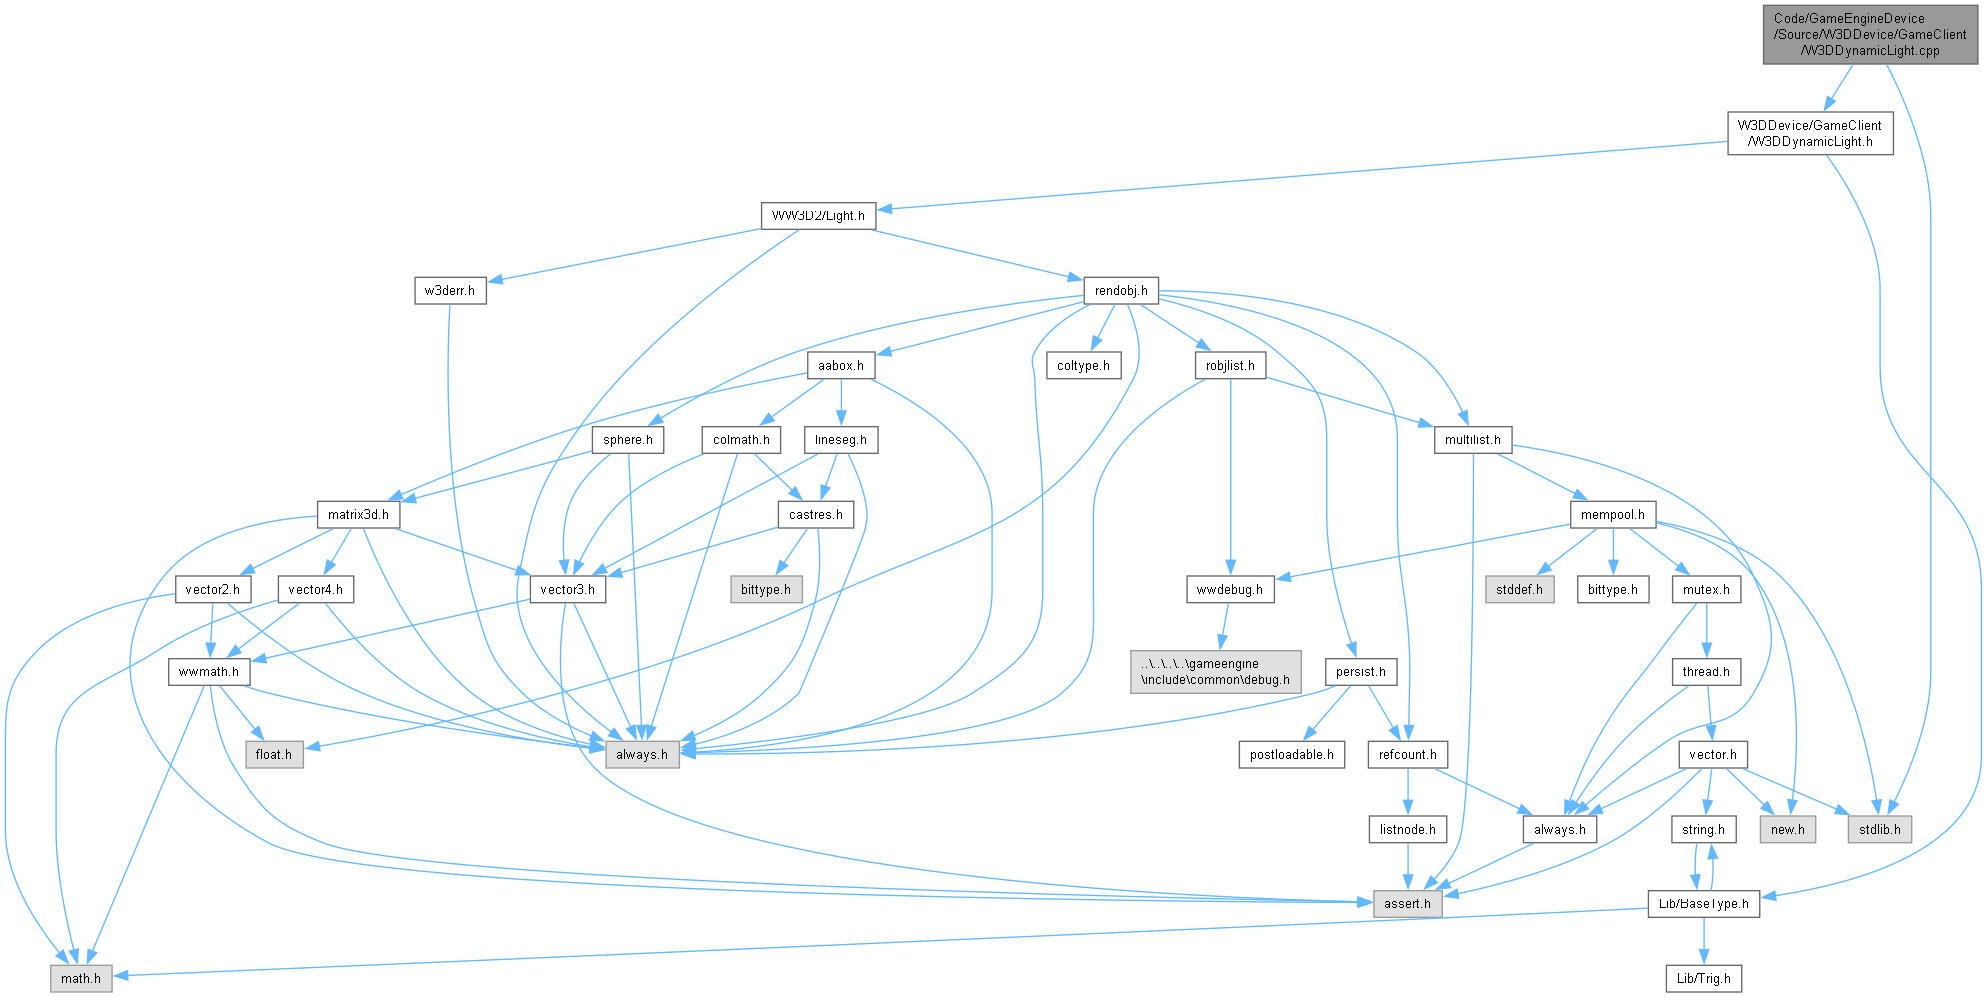 Code/GameEngineDevice
/Source/W3DDevice/GameClient
/W3DDynamicLight.cpp
W3DDevice/GameClient
/W3DDynamicLight.h
WW3D2/Light.h
w3derr.h
rendobj.h
aabox.h
coltype.h
robjlist.h
sphere.h
colmath.h
lineseg.h
multilist.h
matrix3d.h
castres.h
mempool.h
vector2.h
vector4.h
vector3.h
bittype.h
wwdebug.h
stddef.h
bittype.h
mutex.h
wwmath.h
..\..\..\..\gameengine
\include\common\debug.h
persist.h
thread.h
float.h
always.h
postloadable.h
refcount.h
vector.h
listnode.h
always.h
string.h
new.h
stdlib.h
assert.h
Lib/BaseType.h
math.h
Lib/Trig.h